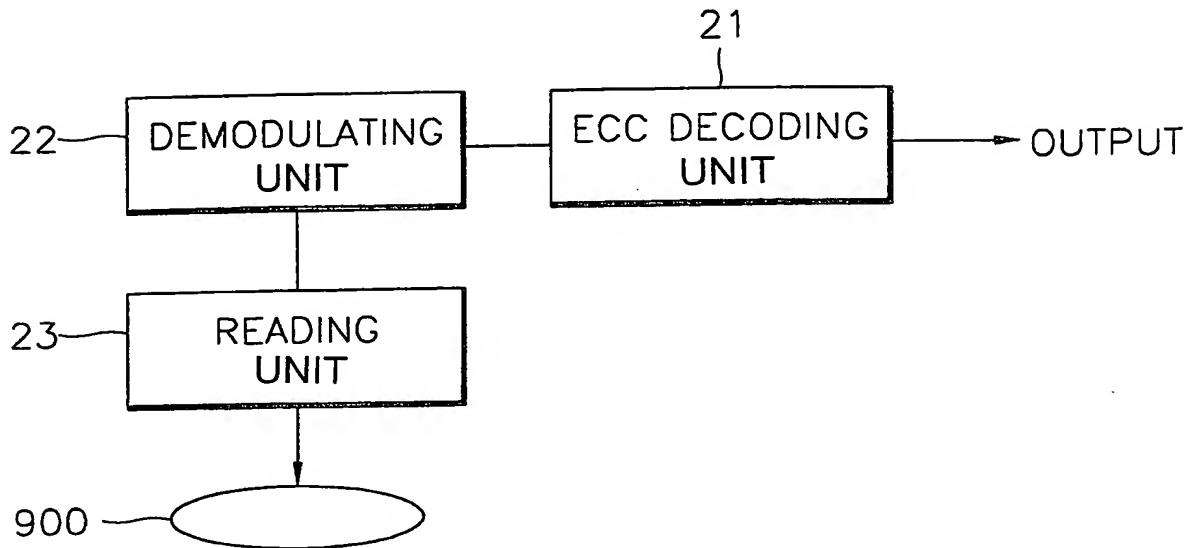 21
22
DEMODULATING
UNIT
ECC DECODING
UNIT
OUTPUT
23
READING
UNIT
900